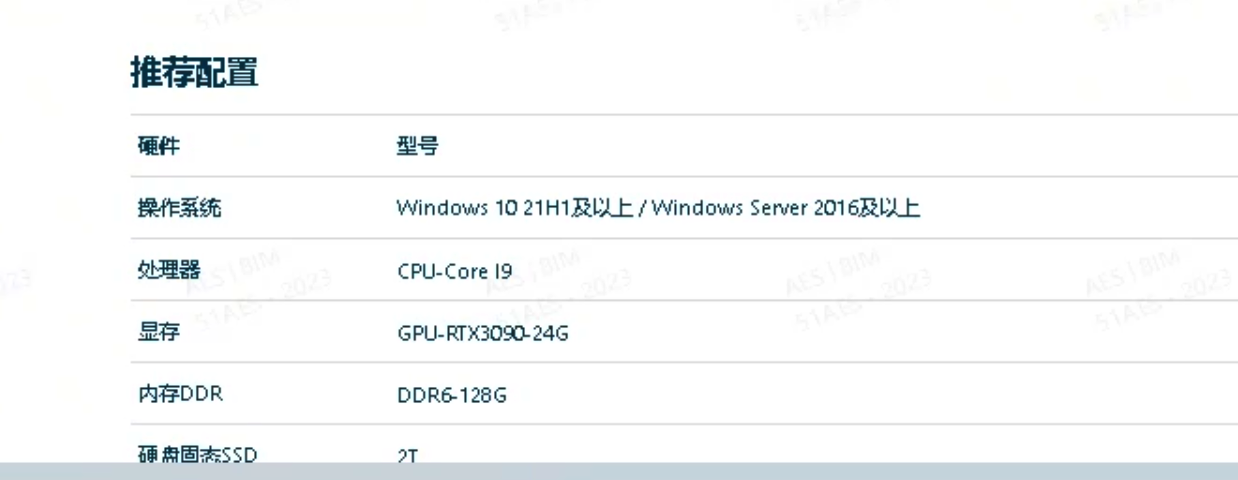 推荐配置
硬件 型号
操作系统 Windows 10 21H1及以上 / Windows Server 2016及以上
处理器 CPU-Core I9
显存 GPU-RTX3090-24G
内存DDR DDR6-128G
硬盘固态SSD 2T
AES | BIM
51AES - 2023